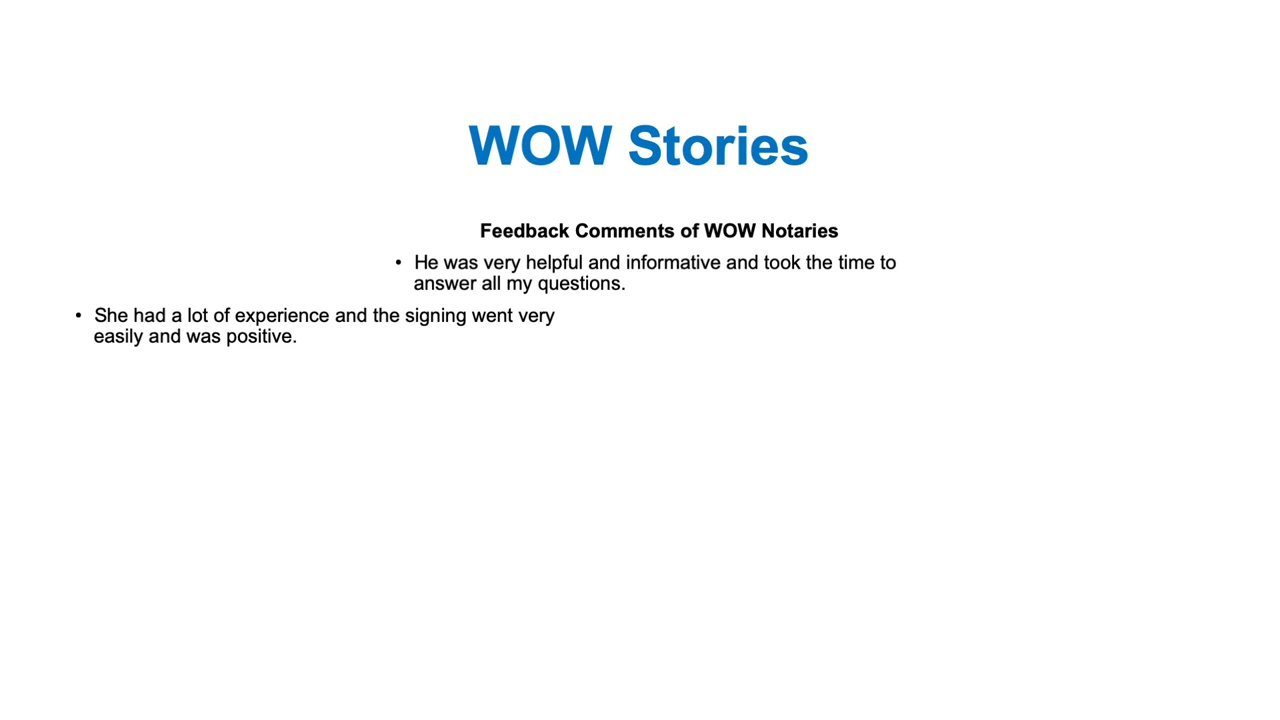 WOW Stories
Feedback Comments of WOW Notaries
• He was very helpful and informative and took the time to
answer all my questions.
• She had a lot of experience and the signing went very
easily and was positive.